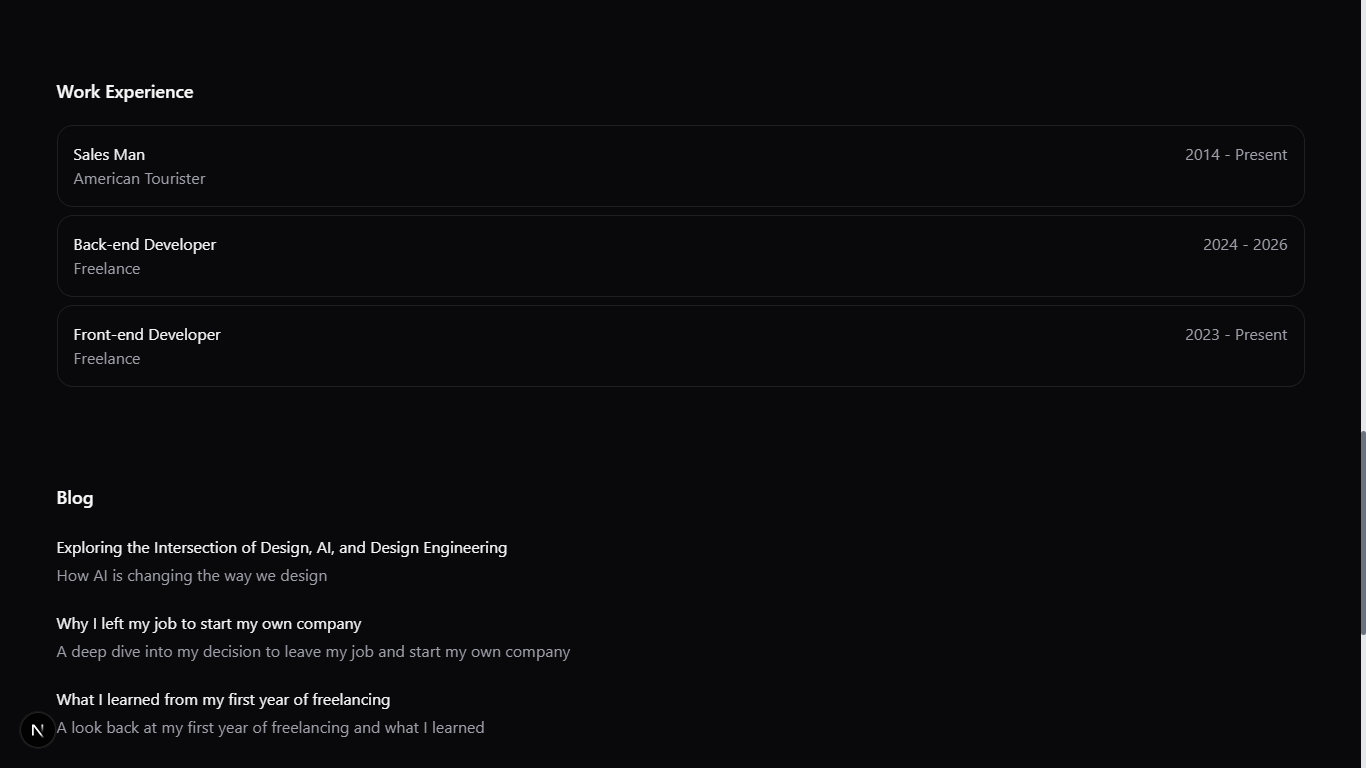 Work Experience
Sales Man 2014 - Present
American Tourister
Back-end Developer 2024 - 2026
Freelance
Front-end Developer 2023 - Present
Freelance
Blog
Exploring the Intersection of Design, AI, and Design Engineering
How AI is changing the way we design
Why I left my job to start my own company
A deep dive into my decision to leave my job and start my own company
What I learned from my first year of freelancing
A look back at my first year of freelancing and what I learned
N